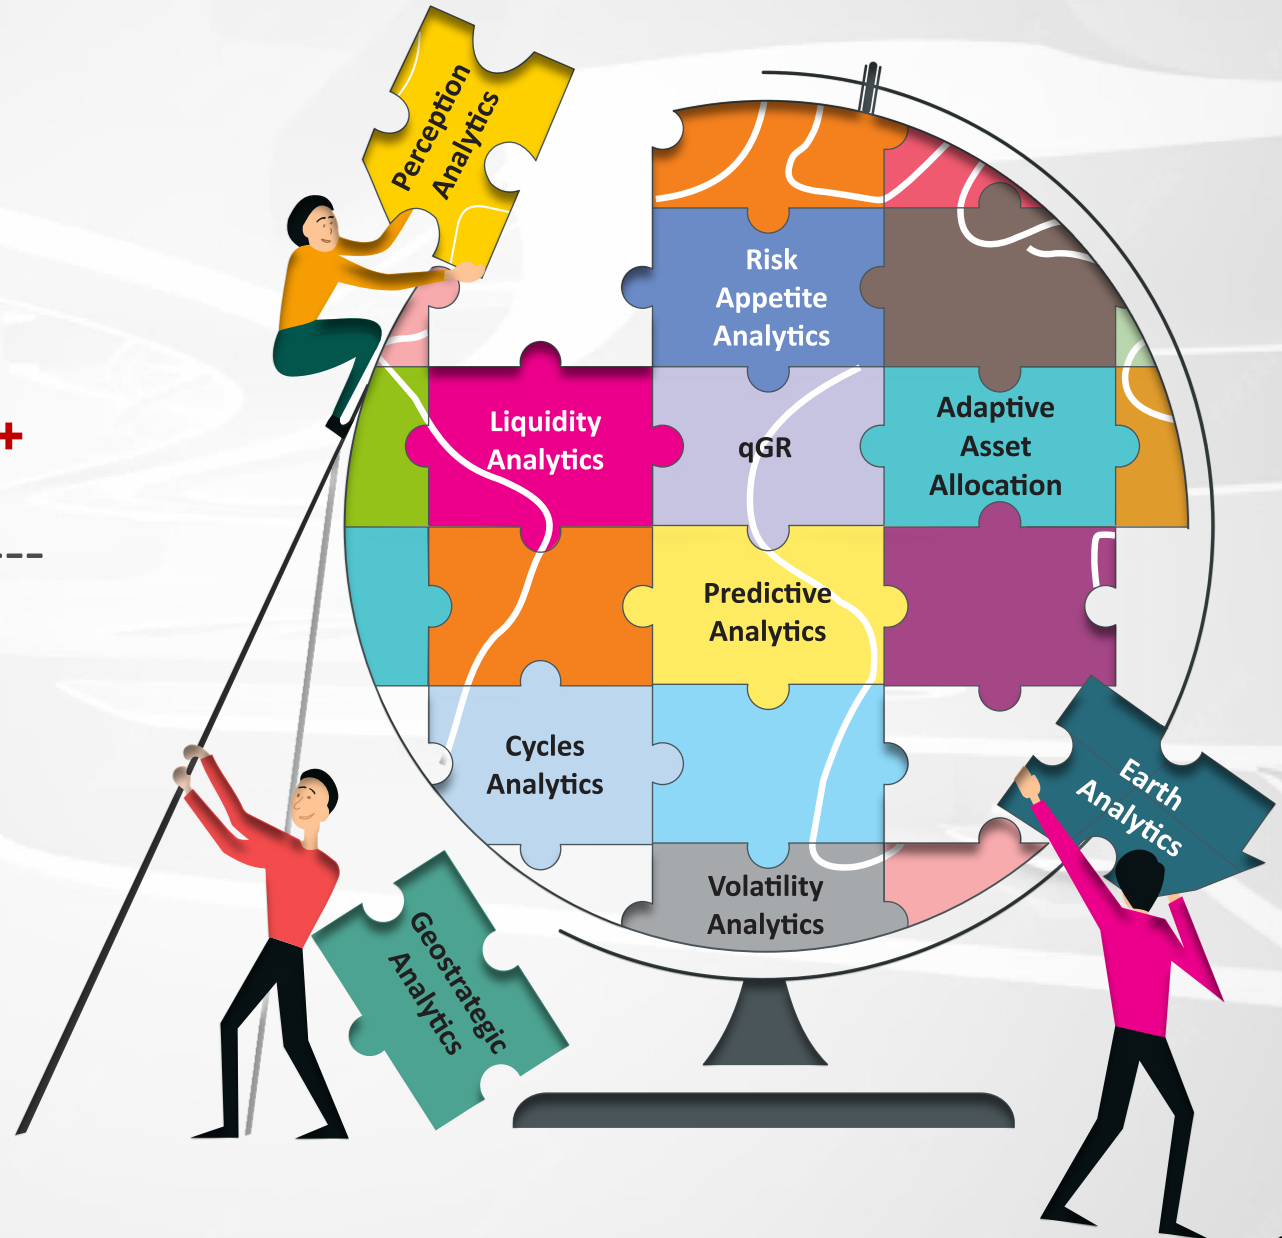 Perception
Analytics
Risk
Appetite
Analytics
Liquidity
Analytics
qGR
Adaptive
Asset
Allocation
+
---
Predictive
Analytics
Cycles
Analytics
Earth
Analytics
Volatility
Analytics
Geostrategic
Analytics